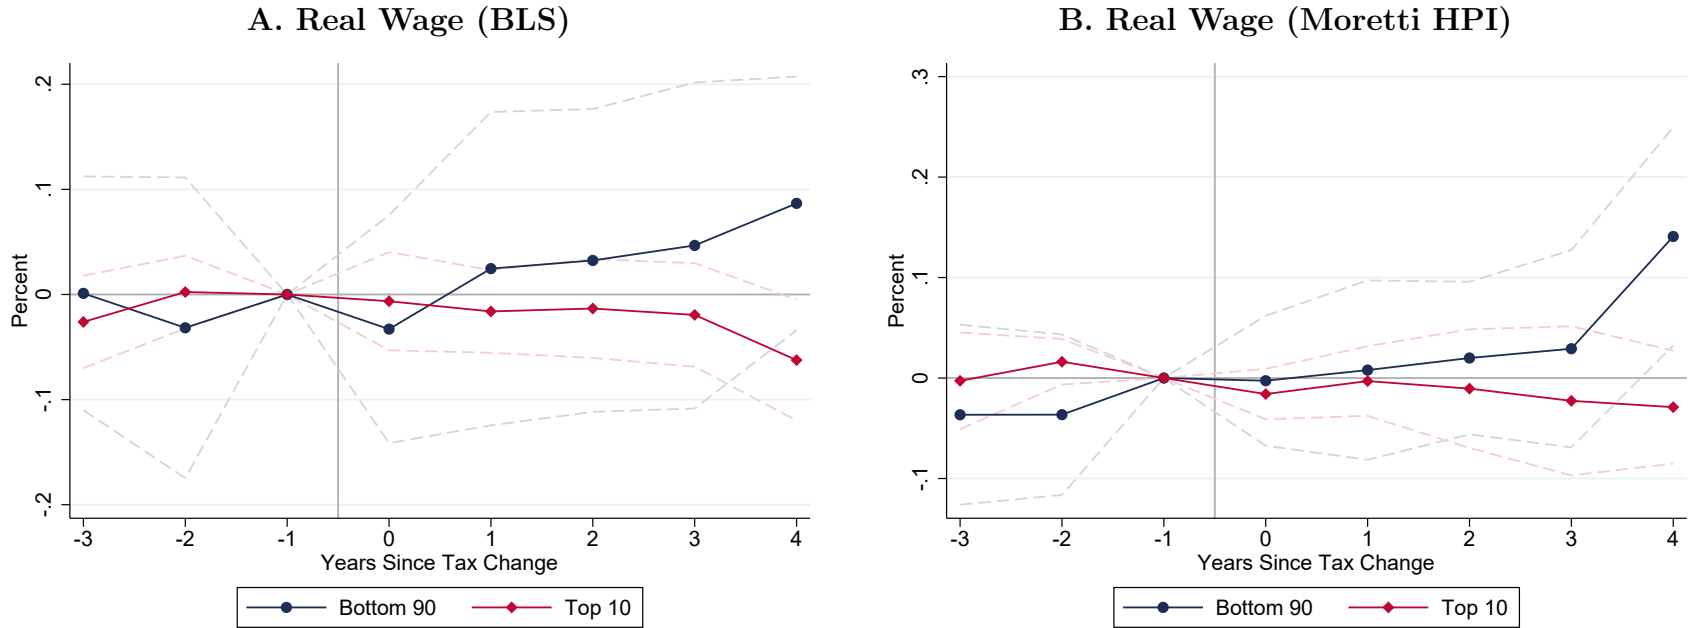 A. Real Wage (BLS)
.2
.1
0
-.1
-.2
Percent
-3 -2 -1 0 1 2 3 4
Years Since Tax Change
Bottom 90 Top 10
B. Real Wage (Moretti HPI)
.3
.2
.1
0
-.1
Percent
-3 -2 -1 0 1 2 3 4
Years Since Tax Change
Bottom 90 Top 10